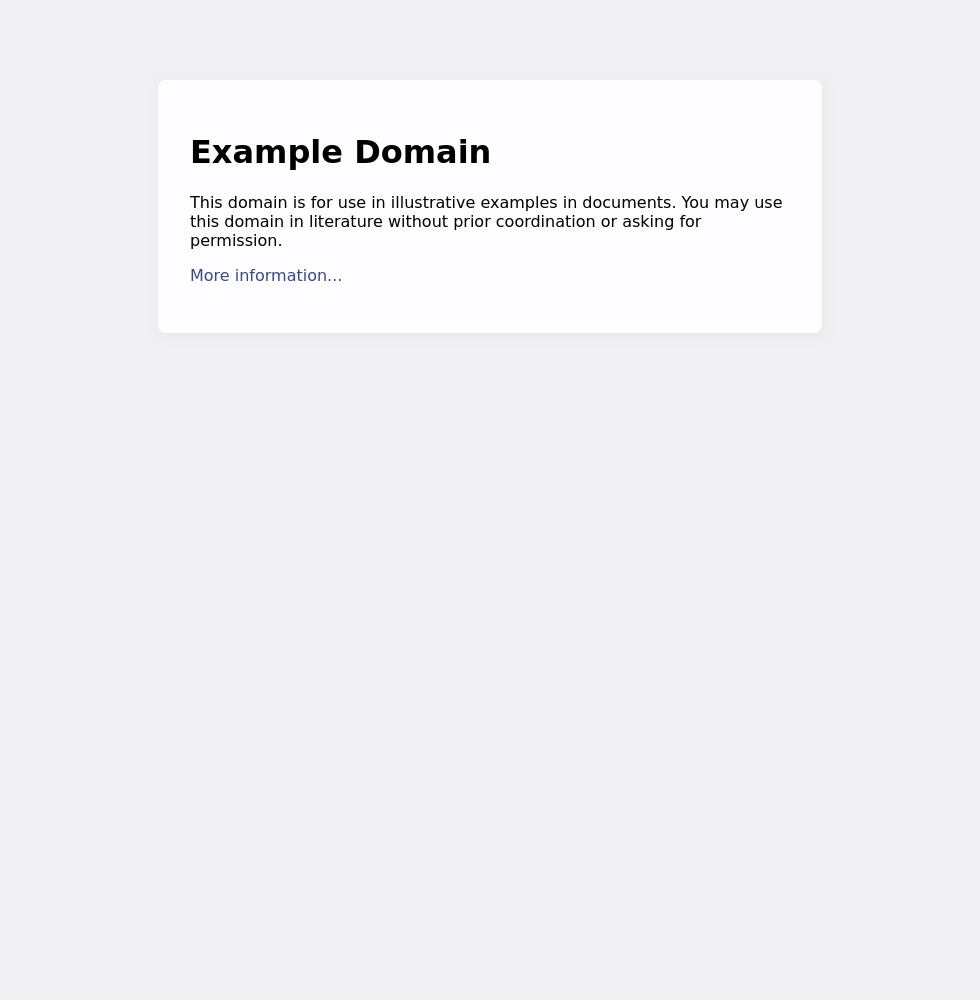 Example Domain
This domain is for use in illustrative examples in documents. You may use
this domain in literature without prior coordination or asking for
permission.
More information...